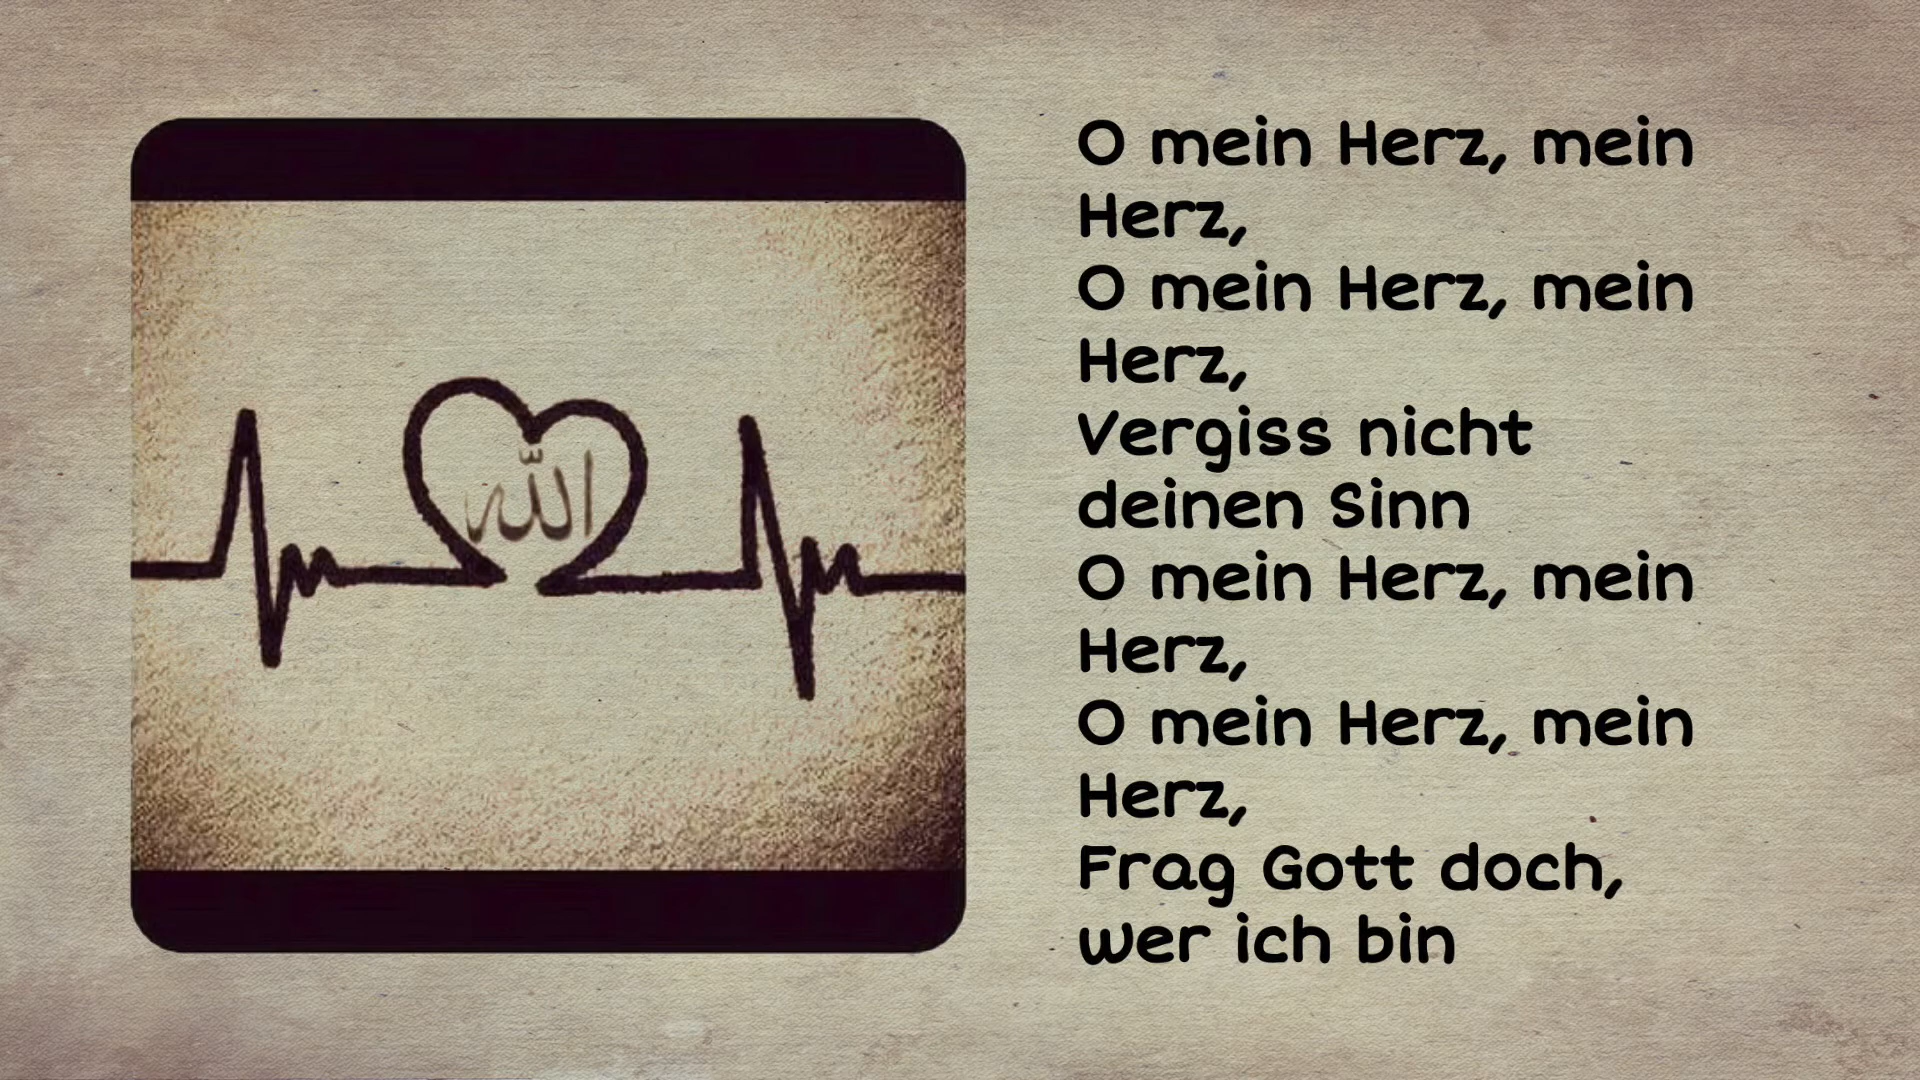 الله
O mein Herz, mein
Herz,
O mein Herz, mein
Herz,
Vergiss nicht
deinen Sinn
O mein Herz, mein
Herz,
O mein Herz, mein
Herz,
Frag Gott doch,
wer ich bin